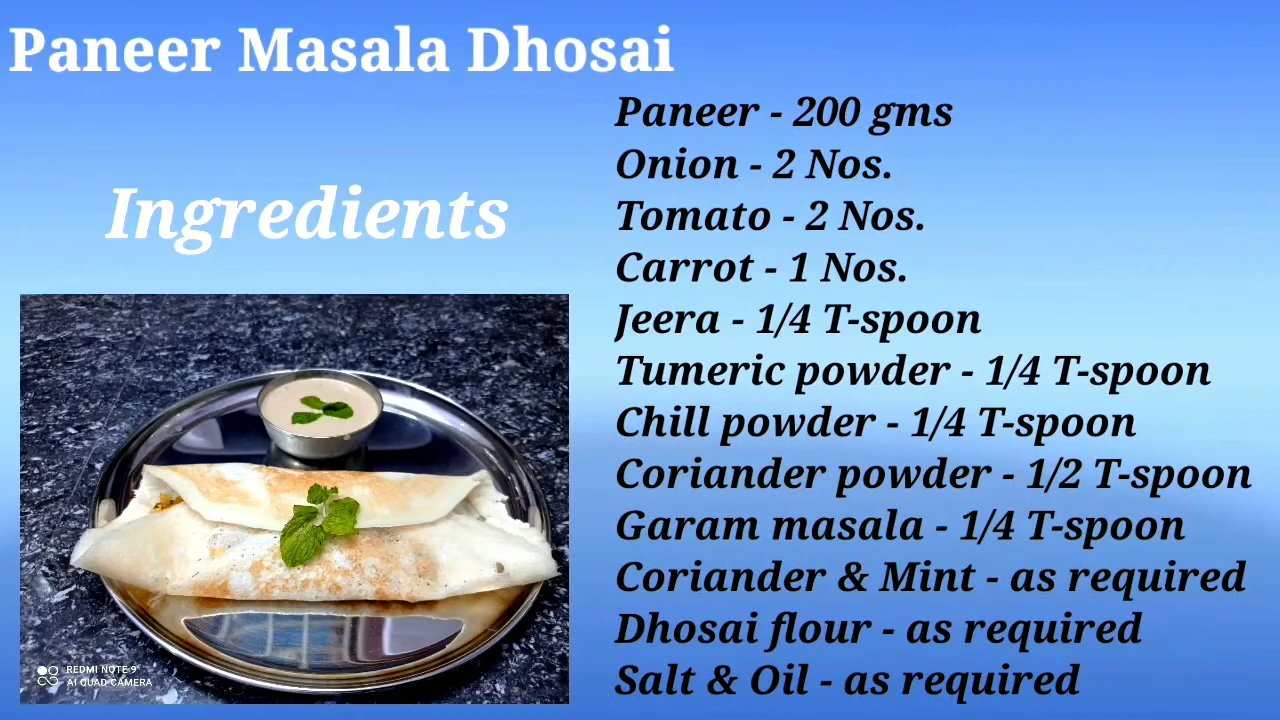 Paneer Masala Dhosai
Ingredients
Paneer - 200 gms
Onion - 2 Nos.
Tomato - 2 Nos.
Carrot - 1 Nos.
Jeera - 1/4 T-spoon
Tumeric powder - 1/4 T-spoon
Chill powder - 1/4 T-spoon
Coriander powder - 1/2 T-spoon
Garam masala - 1/4 T-spoon
Coriander & Mint - as required
Dhosai flour - as required
Salt & Oil - as required
REDMI NOTE 9
AI QUAD CAMERA